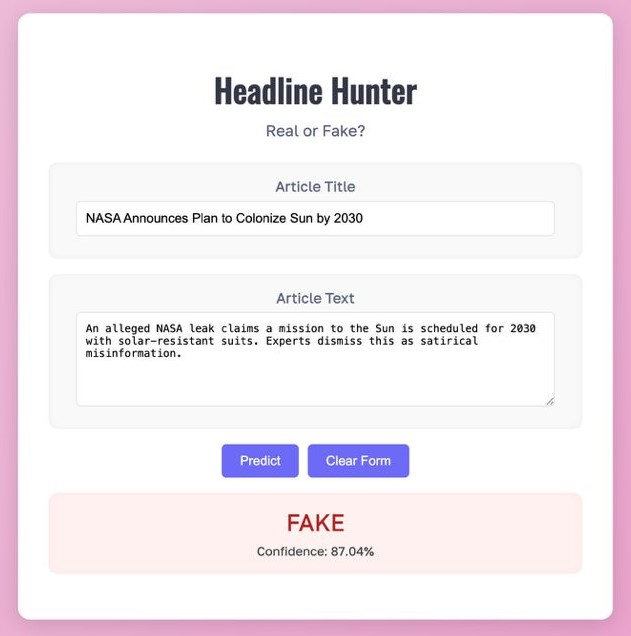 Headline Hunter
Real or Fake?
Article Title
NASA Announces Plan to Colonize Sun by 2030
Article Text
An alleged NASA leak claims a mission to the Sun is scheduled for 2030
with solar-resistant suits. Experts dismiss this as satirical
misinformation.
Predict
Clear Form
FAKE
Confidence: 87.04%